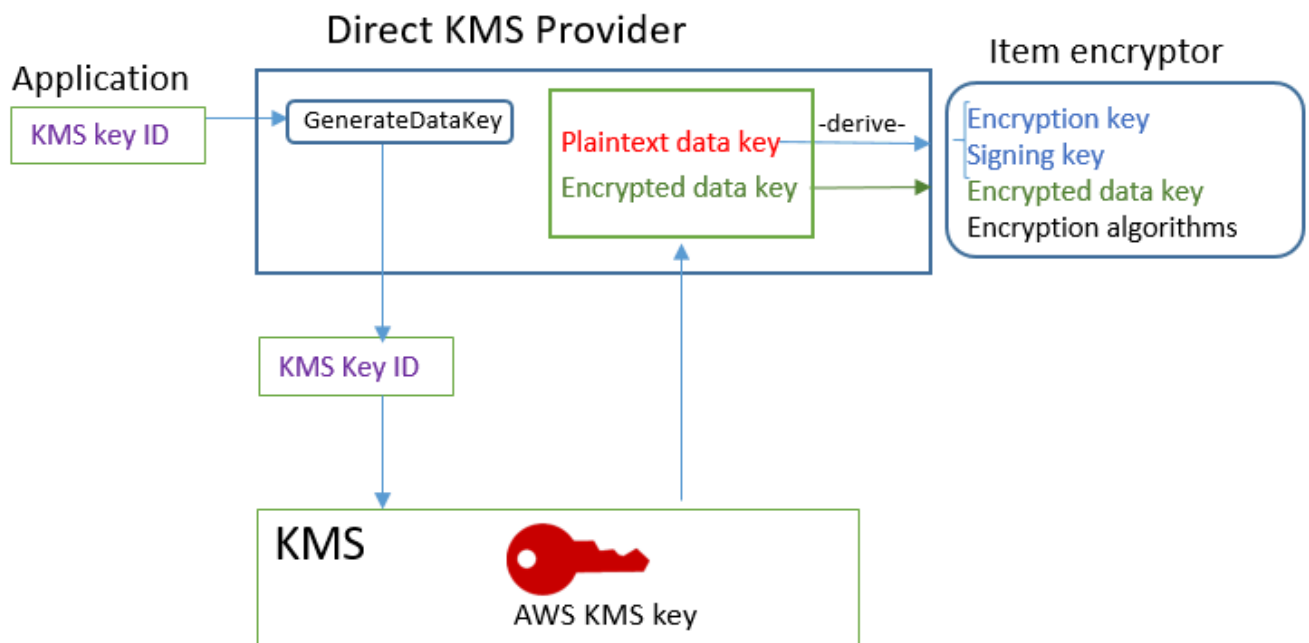 Direct KMS Provider
Item encryptor
Application
KMS key ID
GenerateDataKey
Plaintext data key
Encrypted data key
-derive-
Encryption key
Signing key
Encrypted data key
Encryption algorithms
KMS Key ID
KMS
AWS KMS key